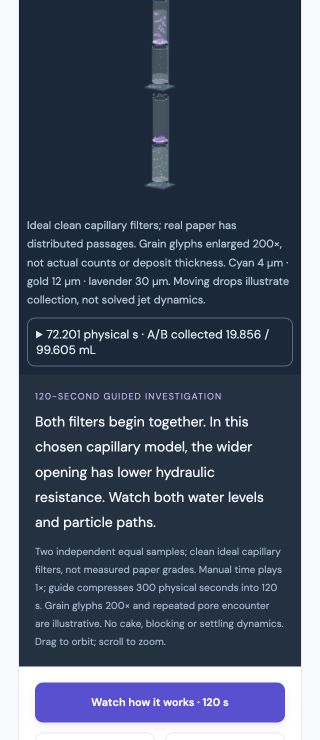 Ideal clean capillary filters; real paper has
distributed passages. Grain glyphs enlarged 200×,
not actual counts or deposit thickness. Cyan 4 µm ·
gold 12 µm · lavender 30 µm. Moving drops illustrate
collection, not solved jet dynamics.
▶ 72.201 physical s · A/B collected 19.856 /
99.605 mL
120-SECOND GUIDED INVESTIGATION
Both filters begin together. In this
chosen capillary model, the wider
opening has lower hydraulic
resistance. Watch both water levels
and particle paths.
Two independent equal samples; clean ideal capillary
filters, not measured paper grades. Manual time plays
1×; guide compresses 300 physical seconds into 120
s. Grain glyphs 200× and repeated pore encounter
are illustrative. No cake, blocking or settling dynamics.
Drag to orbit; scroll to zoom.
Watch how it works · 120 s